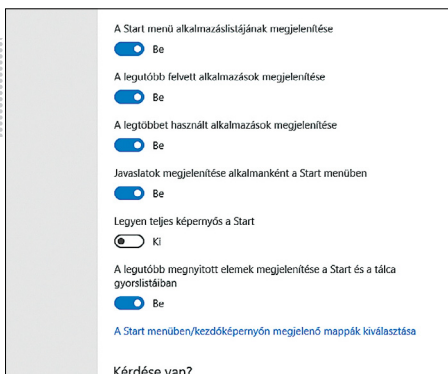 A Start menü alkalmazáslistájának megjelenítése
Be
A legutóbb felvett alkalmazások megjelenítése
Be
A legtöbbet használt alkalmazások megjelenítése
Be
Javaslatok megjelenítése alkalmanként a Start menüben
Be
Legyen teljes képernyős a Start
Ki
A legutóbb megnyitott elemek megjelenítése a Start és a tálca
gyorslistáiban
Be
A Start menüben/kezdőképernyőn megjelenő mappák kiválasztása
Kérdése van?